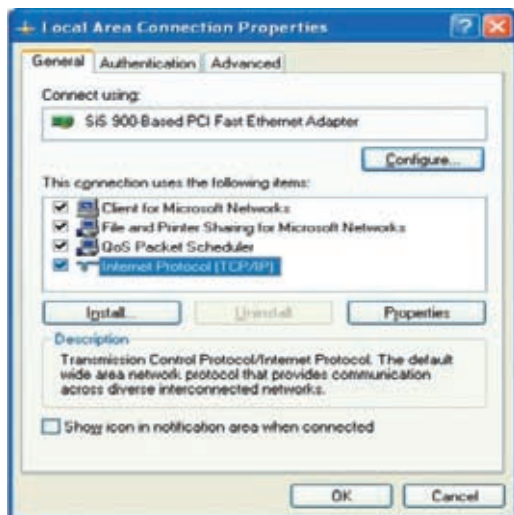 Local Area Connection Properties
General Authentication Advanced
Connect using:
SiS 900-Based PCI Fast Ethernet Adapter
Configure...
This connection uses the following items:
Client for Microsoft Networks
File and Printer Sharing for Microsoft Networks
QoS Packet Scheduler
Internet Protocol (TCP/IP)
Install... Uninstall Properties
Description
Transmission Control Protocol/Internet Protocol. The default
wide area network protocol that provides communication
across diverse interconnected networks.
Show icon in notification area when connected
OK Cancel